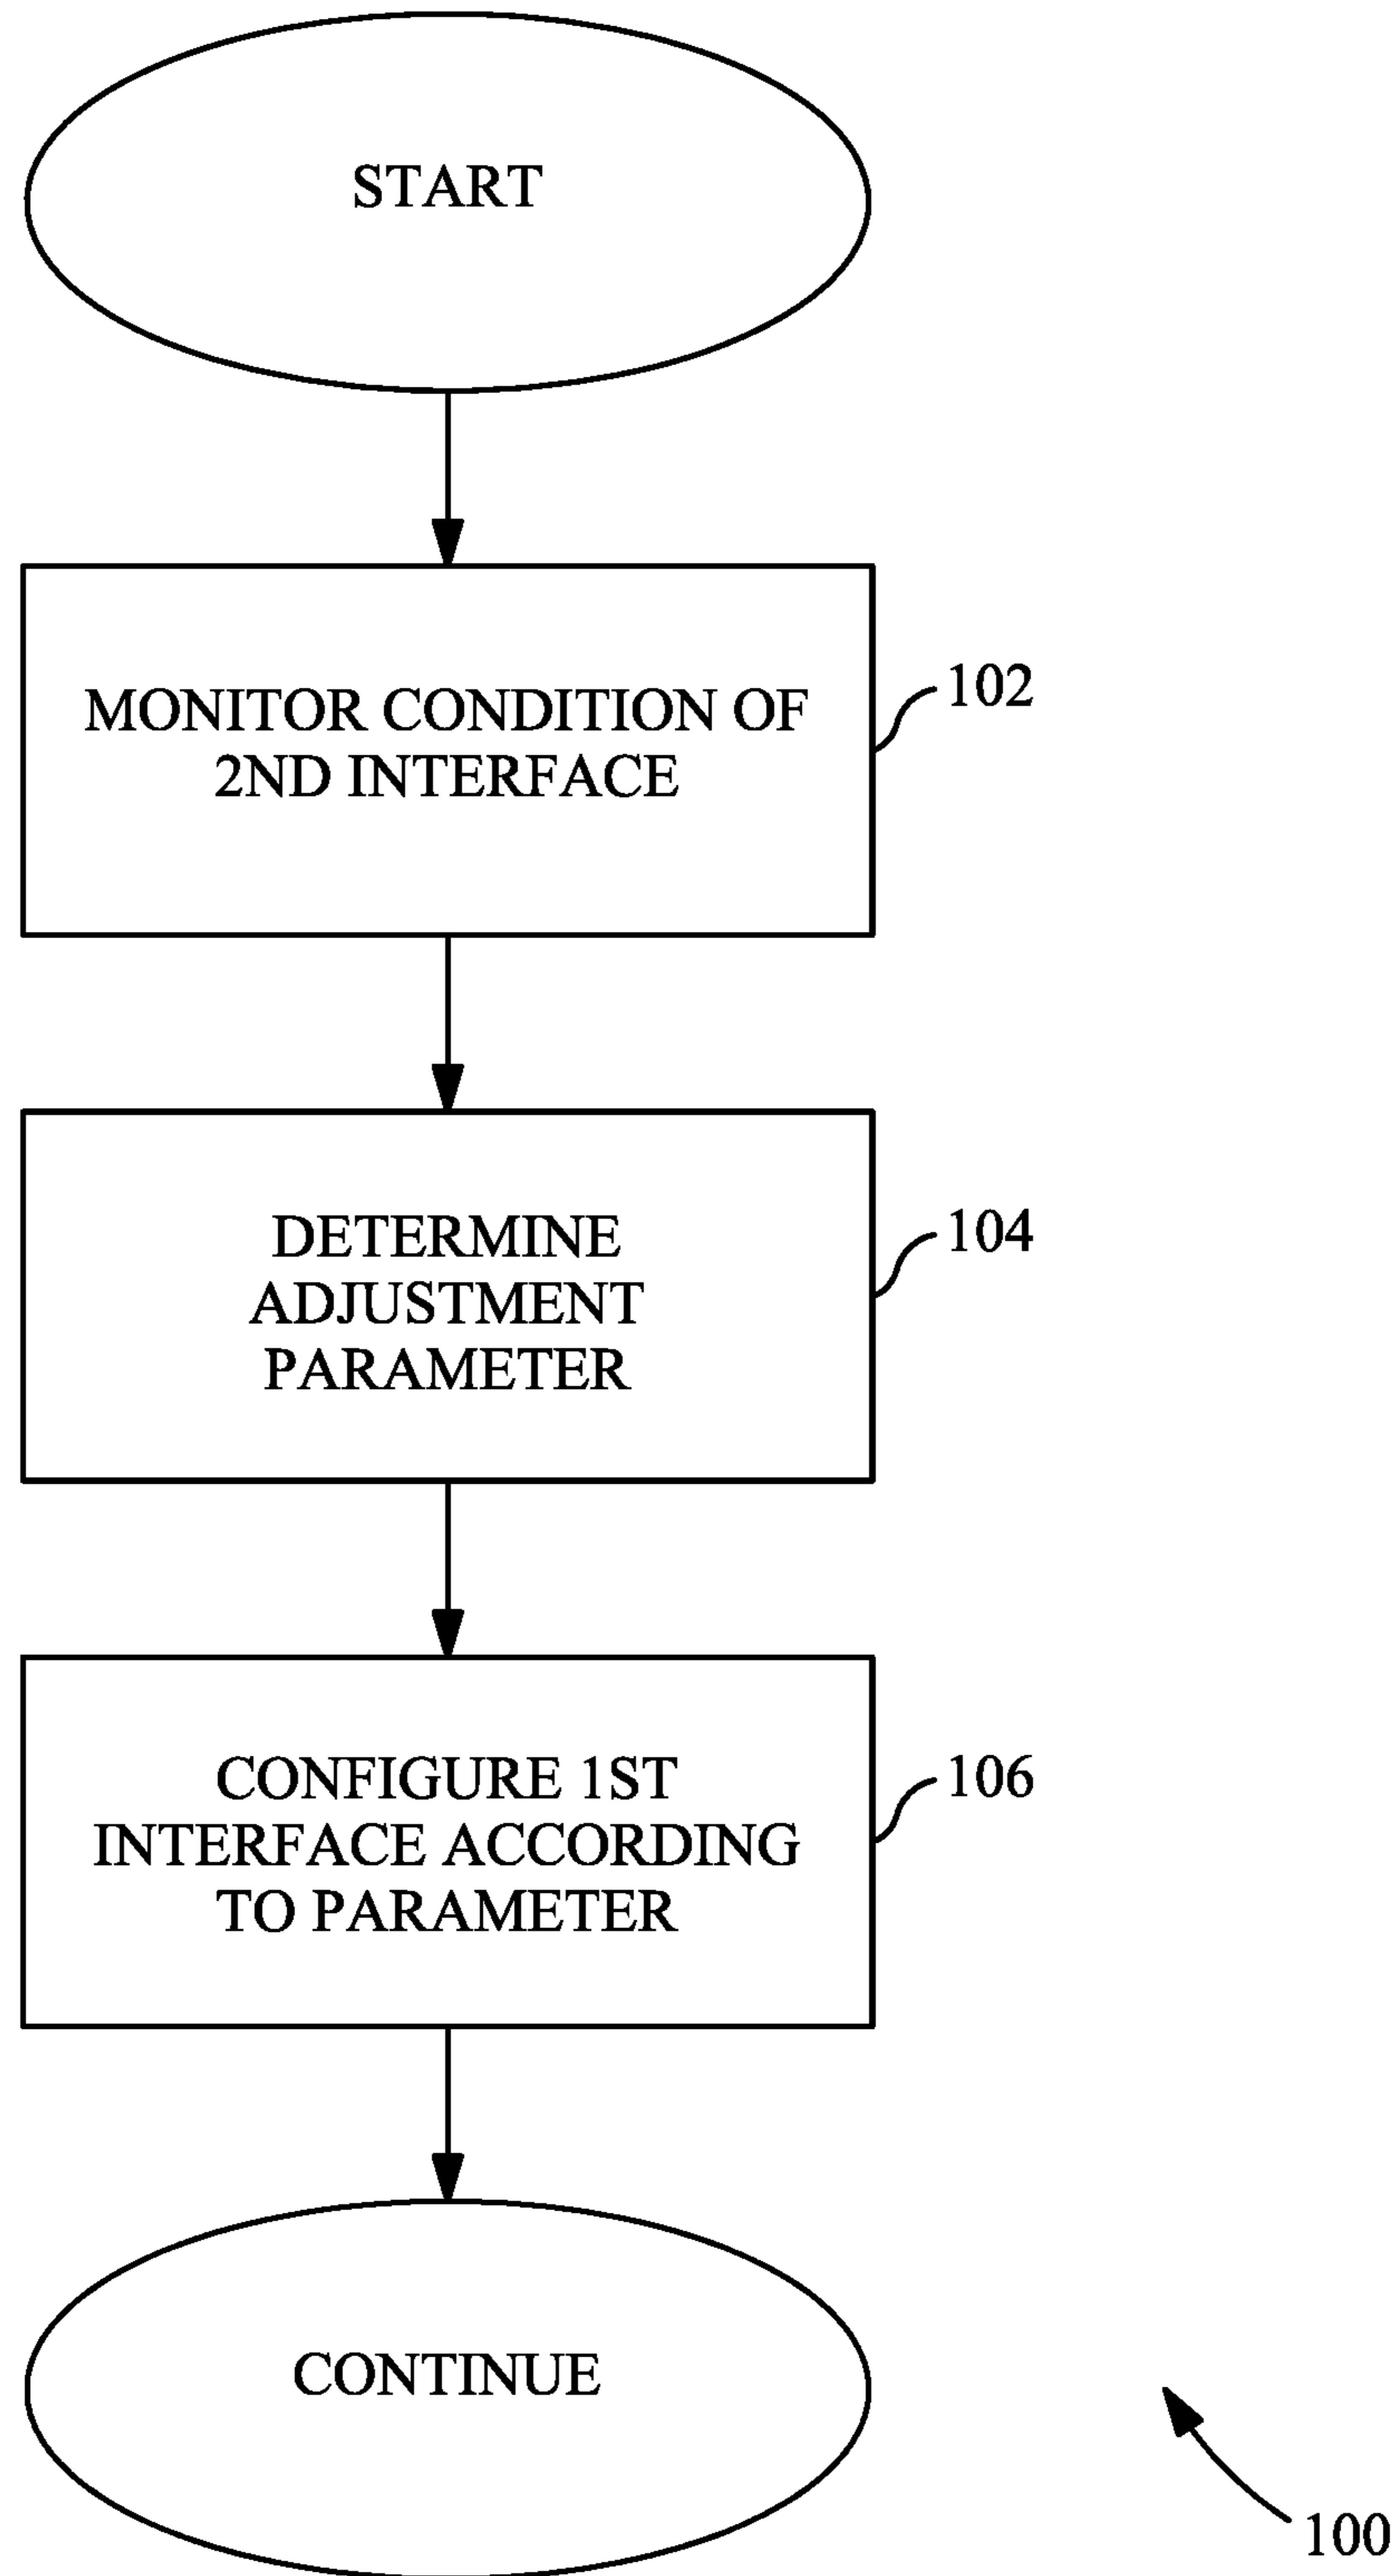 START
MONITOR CONDITION OF
2ND INTERFACE
102
DETERMINE
ADJUSTMENT
PARAMETER
104
CONFIGURE 1ST
INTERFACE ACCORDING
TO PARAMETER
106
CONTINUE
100